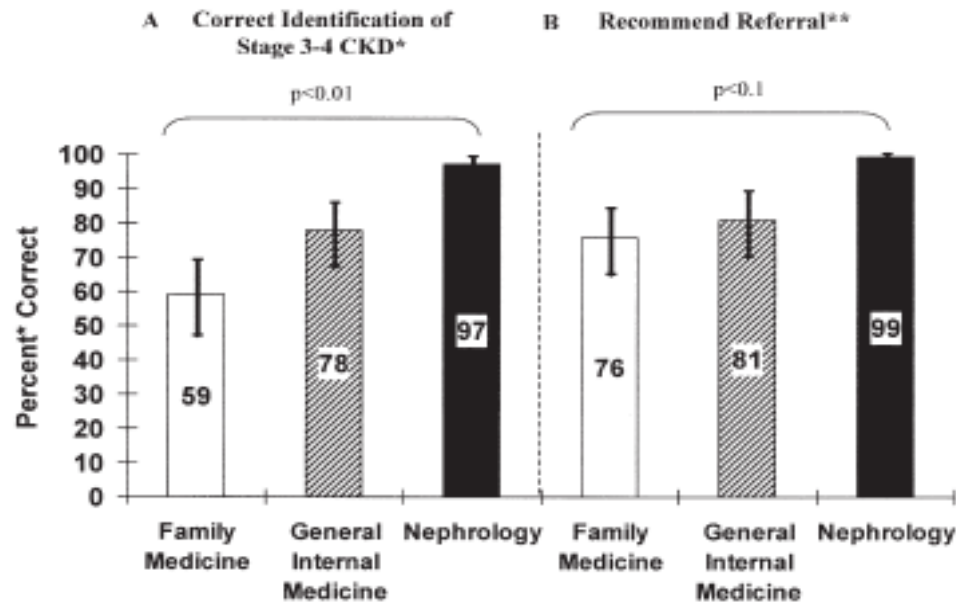 A Correct Identification of
Stage 3-4 CKD*
B Recommend Referral**
p<0.01
p<0.1
Percent* Correct
100
90
80
70
60
50
40
30
20
10
0
59
78
97
76
81
99
Family
Medicine
General
Internal
Medicine
Nephrology
Family
Medicine
General
Internal
Medicine
Nephrology